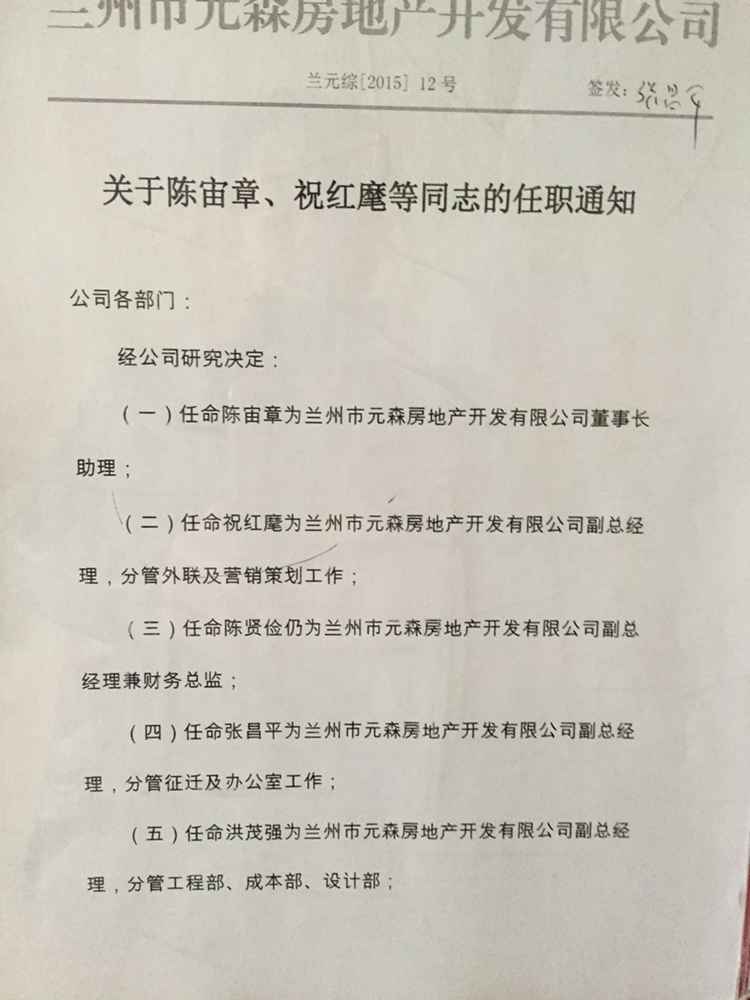 兰州市元森房地产开发有限公司
兰元综[2015] 12号 签发：张昌平
关于陈宙章、祝红麾等同志的任职通知
公司各部门：
经公司研究决定：
（一）任命陈宙章为兰州市元森房地产开发有限公司董事长
助理；
（二）任命祝红麾为兰州市元森房地产开发有限公司副总经
理，分管外联及营销策划工作；
（三）任命陈贤俭仍为兰州市元森房地产开发有限公司副总
经理兼财务总监；
（四）任命张昌平为兰州市元森房地产开发有限公司副总经
理，分管征迁及办公室工作；
（五）任命洪茂强为兰州市元森房地产开发有限公司副总经
理，分管工程部、成本部、设计部；